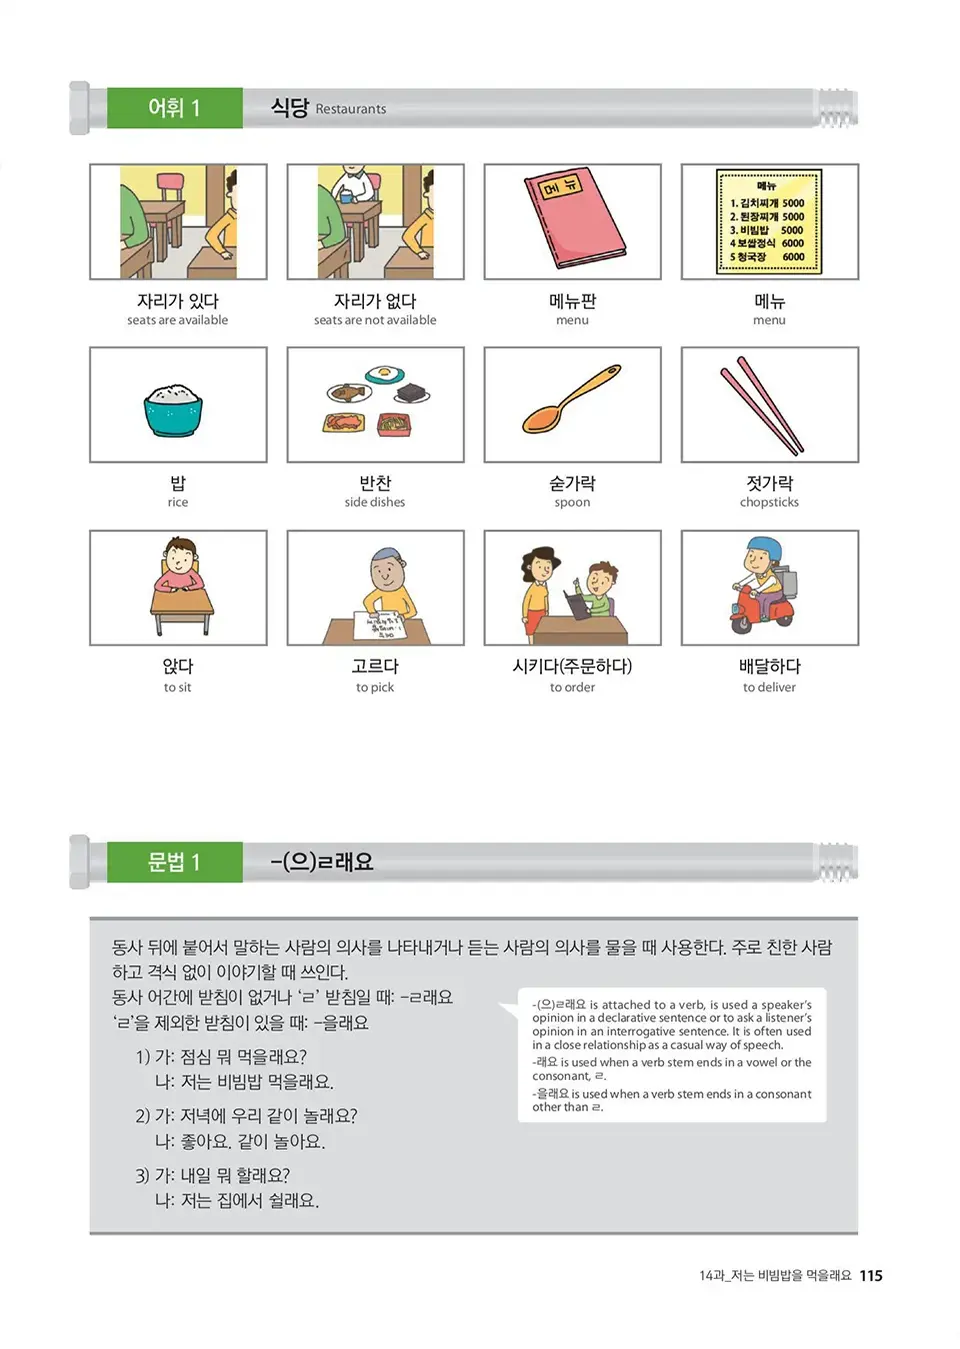 어휘 1 식당 Restaurants
메뉴
메뉴
1. 김치찌개 5000
2. 된장찌개 5000
3. 비빔밥 5000
4 보쌈정식 6000
5 청국장 6000
자리가 있다 자리가 없다 메뉴판 메뉴
seats are available seats are not available menu menu
밥 반찬 숟가락 젓가락
rice side dishes spoon chopsticks
앉다 고르다 시키다(주문하다) 배달하다
to sit to pick to order to deliver
문법 1 -(으)ㄹ래요
동사 뒤에 붙어서 말하는 사람의 의사를 나타내거나 듣는 사람의 의사를 물을 때 사용한다. 주로 친한 사람
하고 격식 없이 이야기할 때 쓰인다.
동사 어간에 받침이 없거나 ‘ㄹ’ 받침일 때: -ㄹ래요
‘ㄹ’을 제외한 받침이 있을 때: -을래요
1) 가: 점심 뭐 먹을래요?
나: 저는 비빔밥 먹을래요.
2) 가: 저녁에 우리 같이 놀래요?
나: 좋아요. 같이 놀아요.
3) 가: 내일 뭐 할래요?
나: 저는 집에서 쉴래요.
-(으)ㄹ래요 is attached to a verb, is used a speaker’s
opinion in a declarative sentence or to ask a listener’s
opinion in an interrogative sentence. It is often used
in a close relationship as a casual way of speech.
-래요 is used when a verb stem ends in a vowel or the
consonant, ㄹ.
-을래요 is used when a verb stem ends in a consonant
other than ㄹ.
14과_저는 비빔밥을 먹을래요 115